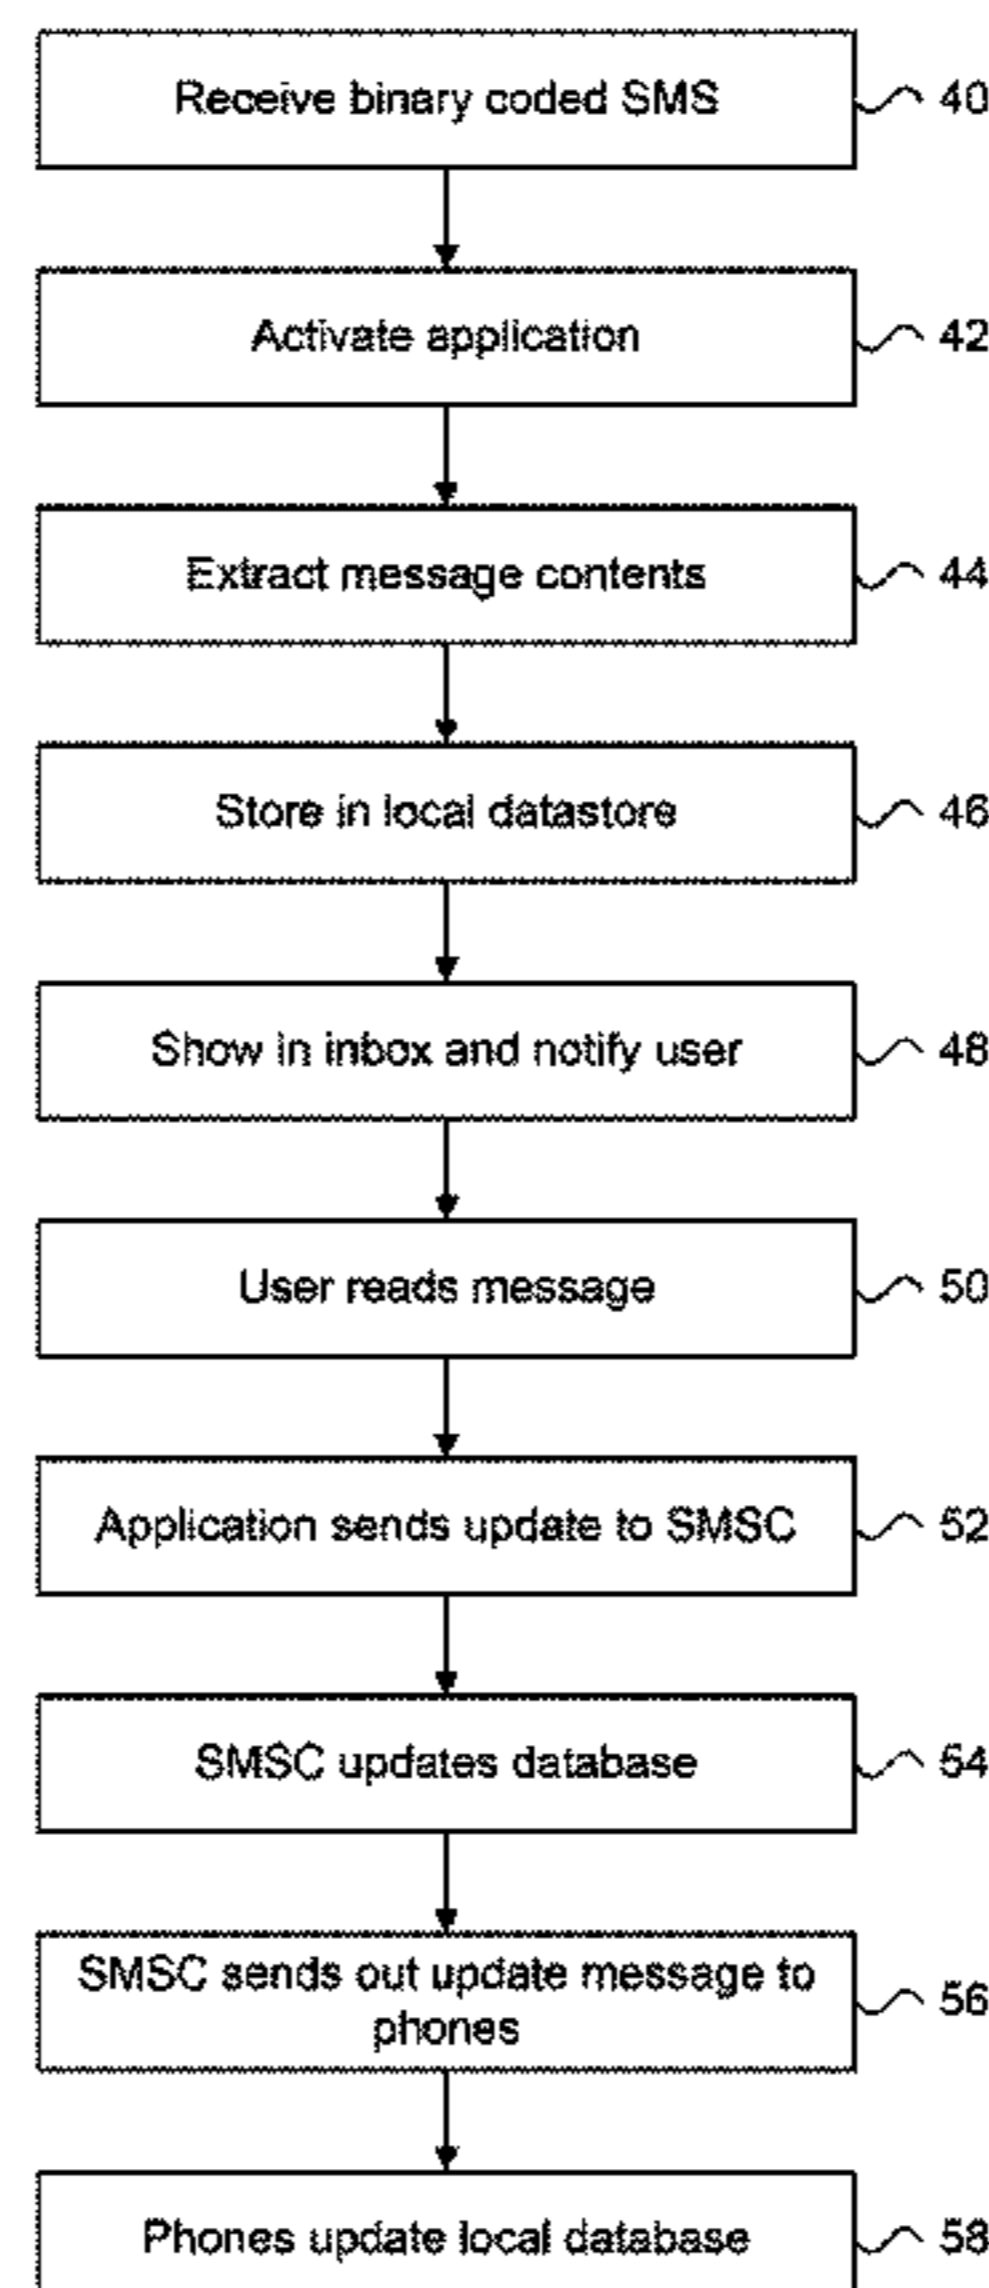 Receive binary coded SMS 40
Activate application 42
Extract message contents 44
Store in local datastore 46
Show in inbox and notify user 48
User reads message 50
Application sends update to SMSC 52
SMSC updates database 54
SMSC sends out update message to
phones 56
Phones update local database 58